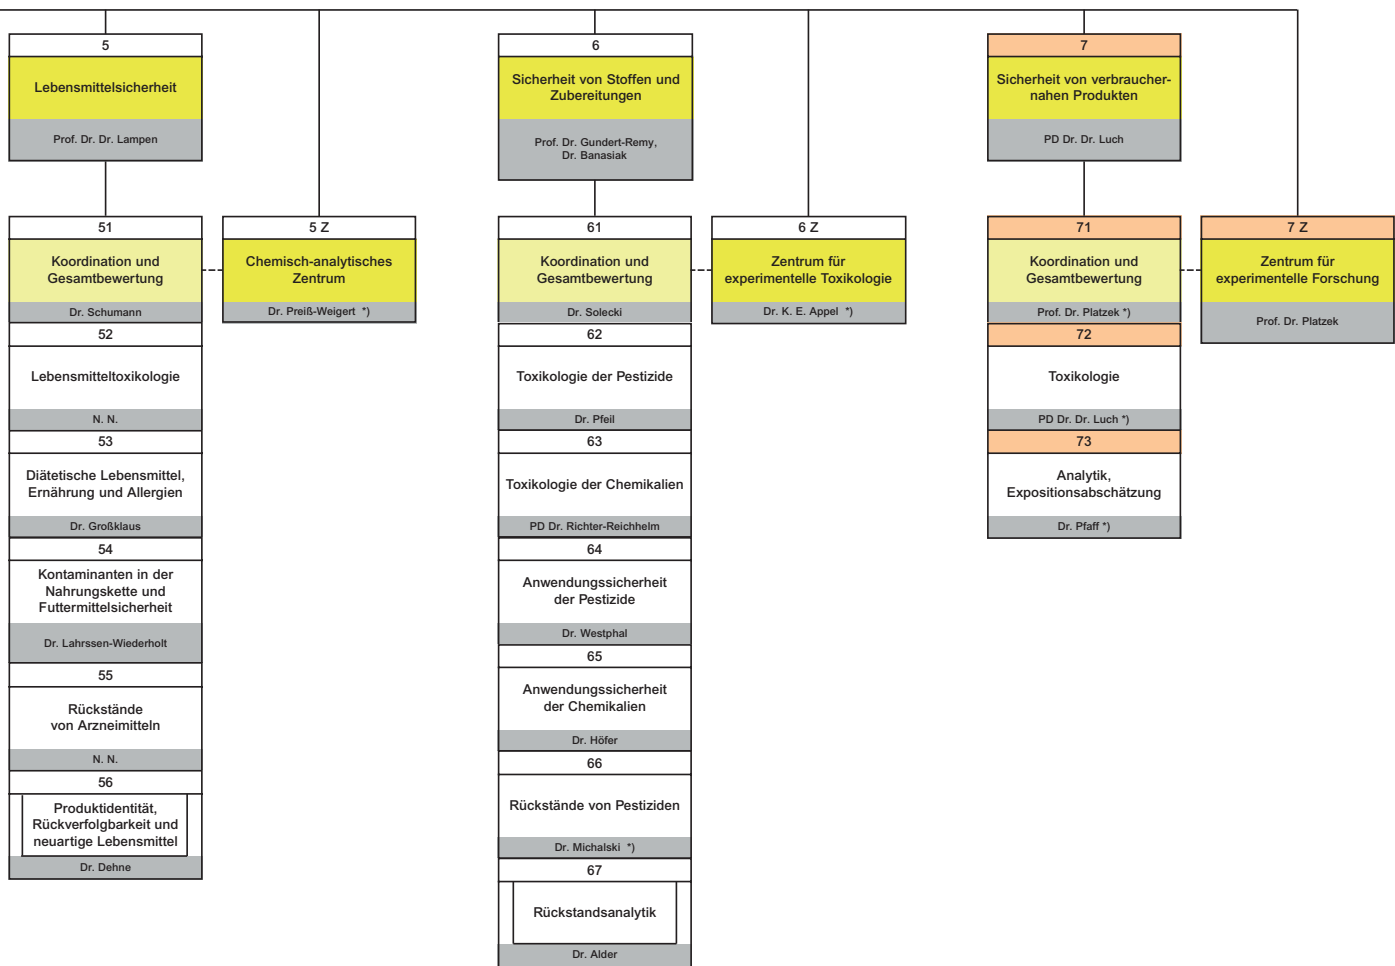 5
Lebensmittelsicherheit
Prof. Dr. Dr. Lampen
51
Koordination und
Gesamtbewertung
Dr. Schumann
5 Z
Chemisch-analytisches
Zentrum
Dr. Preiß-Weigert *)
52
Lebensmitteltoxikologie
N. N.
53
Diätetische Lebensmittel,
Ernährung und Allergien
Dr. Großklaus
54
Kontaminanten in der
Nahrungskette und
Futtermittelsicherheit
Dr. Lahrssen-Wiederholt
55
Rückstände
von Arzneimitteln
N. N.
56
Produktidentität,
Rückverfolgbarkeit und
neuartige Lebensmittel
Dr. Dehne
6
Sicherheit von Stoffen und
Zubereitungen
Prof. Dr. Gundert-Remy,
Dr. Banasiak
61
Koordination und
Gesamtbewertung
Dr. Solecki
6 Z
Zentrum für
experimentelle Toxikologie
Dr. K. E. Appel *)
62
Toxikologie der Pestizide
Dr. Pfeil
63
Toxikologie der Chemikalien
PD Dr. Richter-Reichhelm
64
Anwendungssicherheit
der Pestizide
Dr. Westphal
65
Anwendungssicherheit
der Chemikalien
Dr. Höfer
66
Rückstände von Pestiziden
Dr. Michalski *)
67
Rückstandsanalytik
Dr. Alder
7
Sicherheit von verbraucher-
nahen Produkten
PD Dr. Dr. Luch
71
Koordination und
Gesamtbewertung
Prof. Dr. Platzek *)
7 Z
Zentrum für
experimentelle Forschung
Prof. Dr. Platzek
72
Toxikologie
PD Dr. Dr. Luch *)
73
Analytik,
Expositionsabschätzung
Dr. Pfaff *)